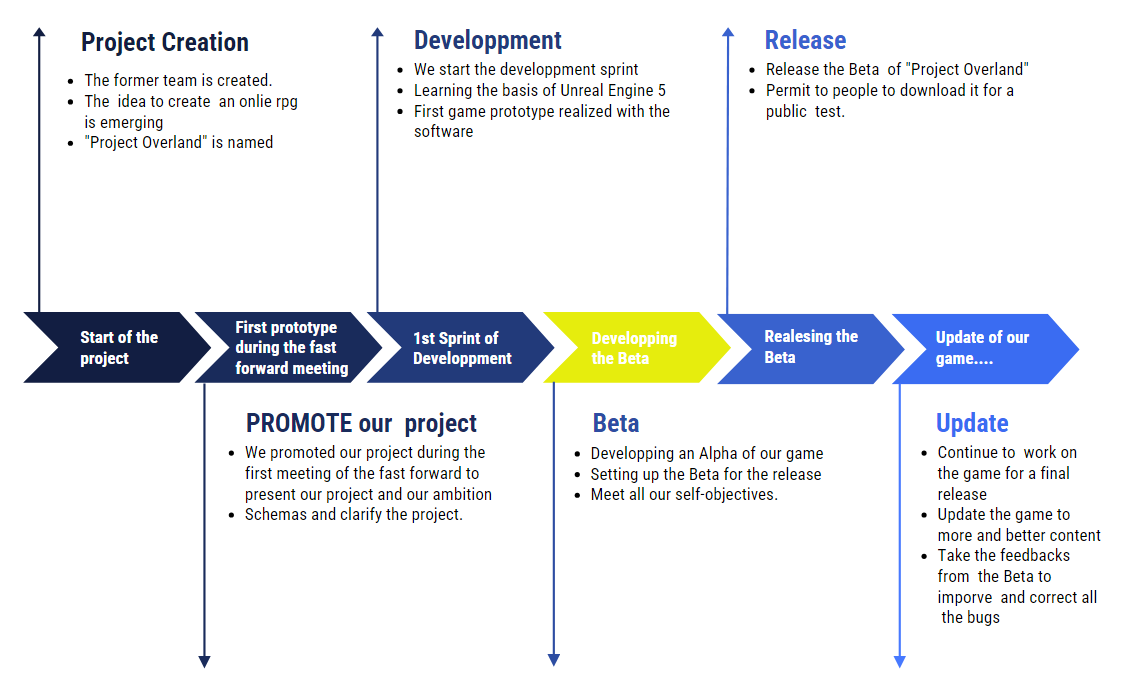 Project Creation
The former team is created.
The idea to create an onlie rpg
is emerging
"Project Overland" is named
Developpment
We start the developpment sprint
Learning the basis of Unreal Engine 5
First game prototype realized with the
software
Release
Release the Beta of "Project Overland"
Permit to people to download it for a
public test.
Start of the
project
First prototype
during the fast
forward meeting
1st Sprint of
Developpment
Developping
the Beta
Realesing the
Beta
Update of our
game....
PROMOTE our project
We promoted our project during the
first meeting of the fast forward to
present our project and our ambition
Schemas and clarify the project.
Beta
Developping an Alpha of our game
Setting up the Beta for the release
Meet all our self-objectives.
Update
Continue to work on
the game for a final
release
Update the game to
more and better content
Take the feedbacks
from the Beta to
imporve and correct all
the bugs